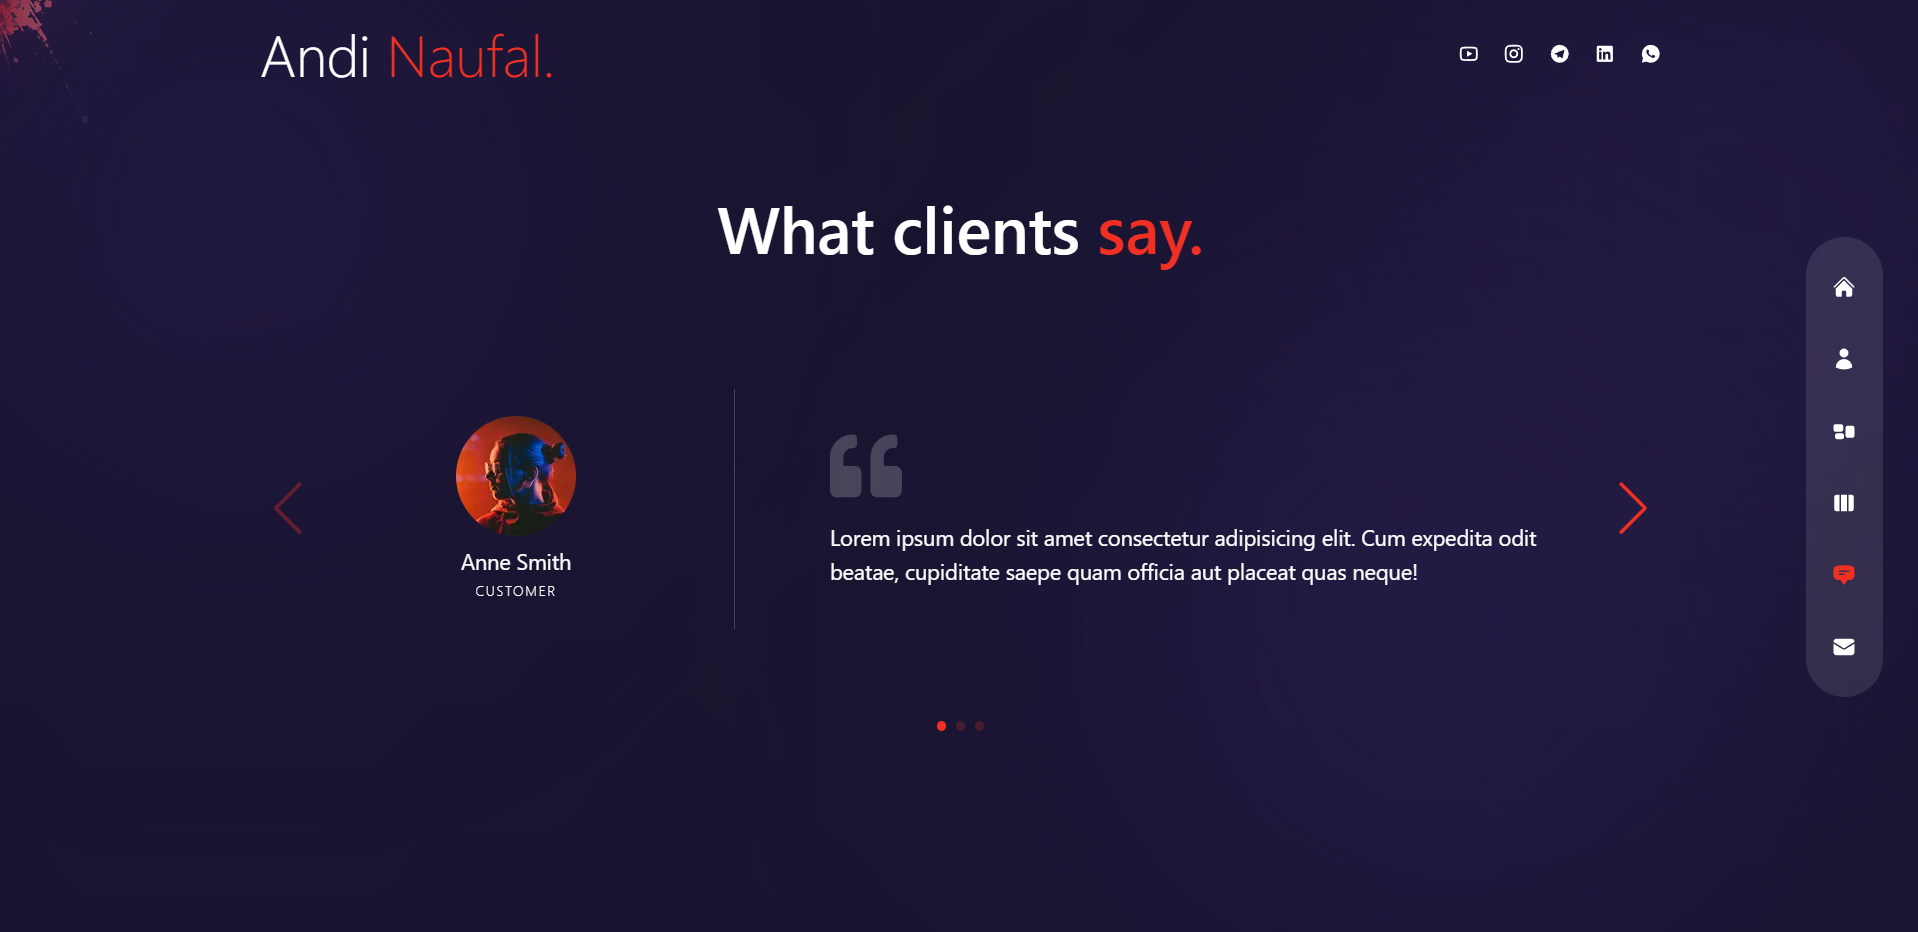 Andi Naufal.
What clients say.
Anne Smith
CUSTOMER
Lorem ipsum dolor sit amet consectetur adipisicing elit. Cum expedita odit
beatae, cupiditate saepe quam officia aut placeat quas neque!